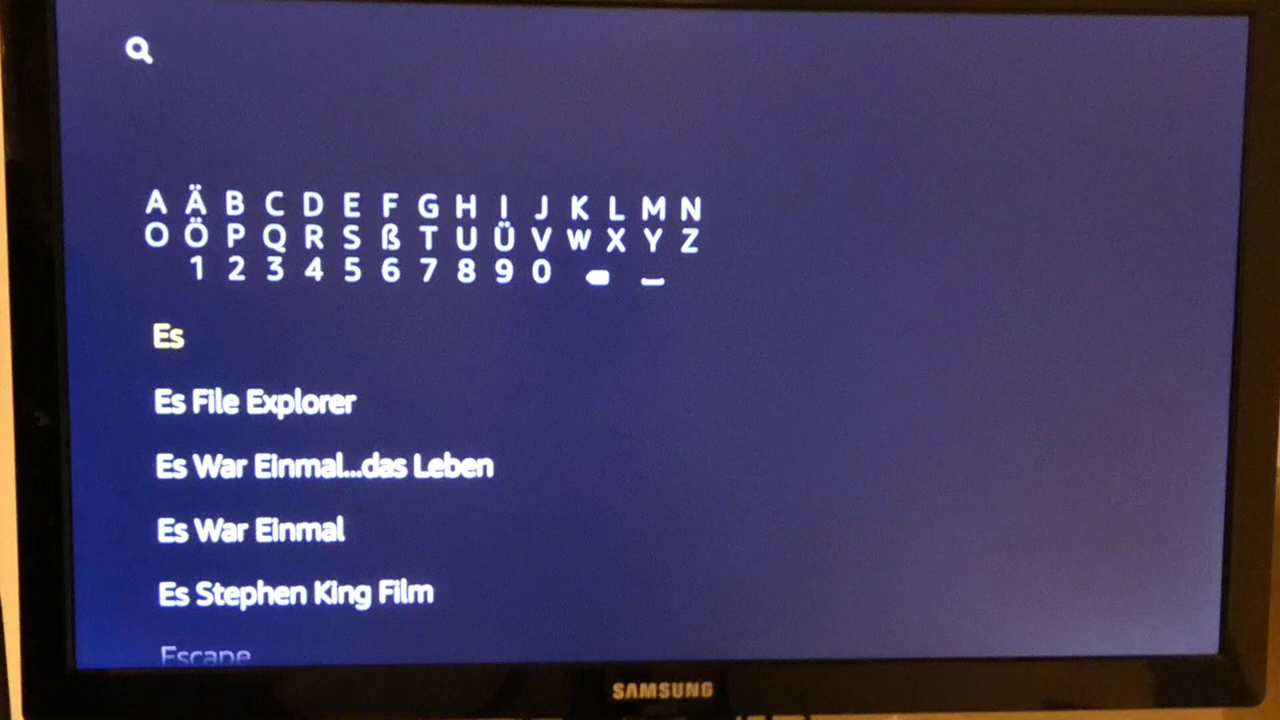 A Ä B C D E F G H I J K L M N
O Ö P Q R S ß T U Ü V W X Y Z
1 2 3 4 5 6 7 8 9 0
Es
Es File Explorer
Es War Einmal...das Leben
Es War Einmal
Es Stephen King Film
Escape
SAMSUNG